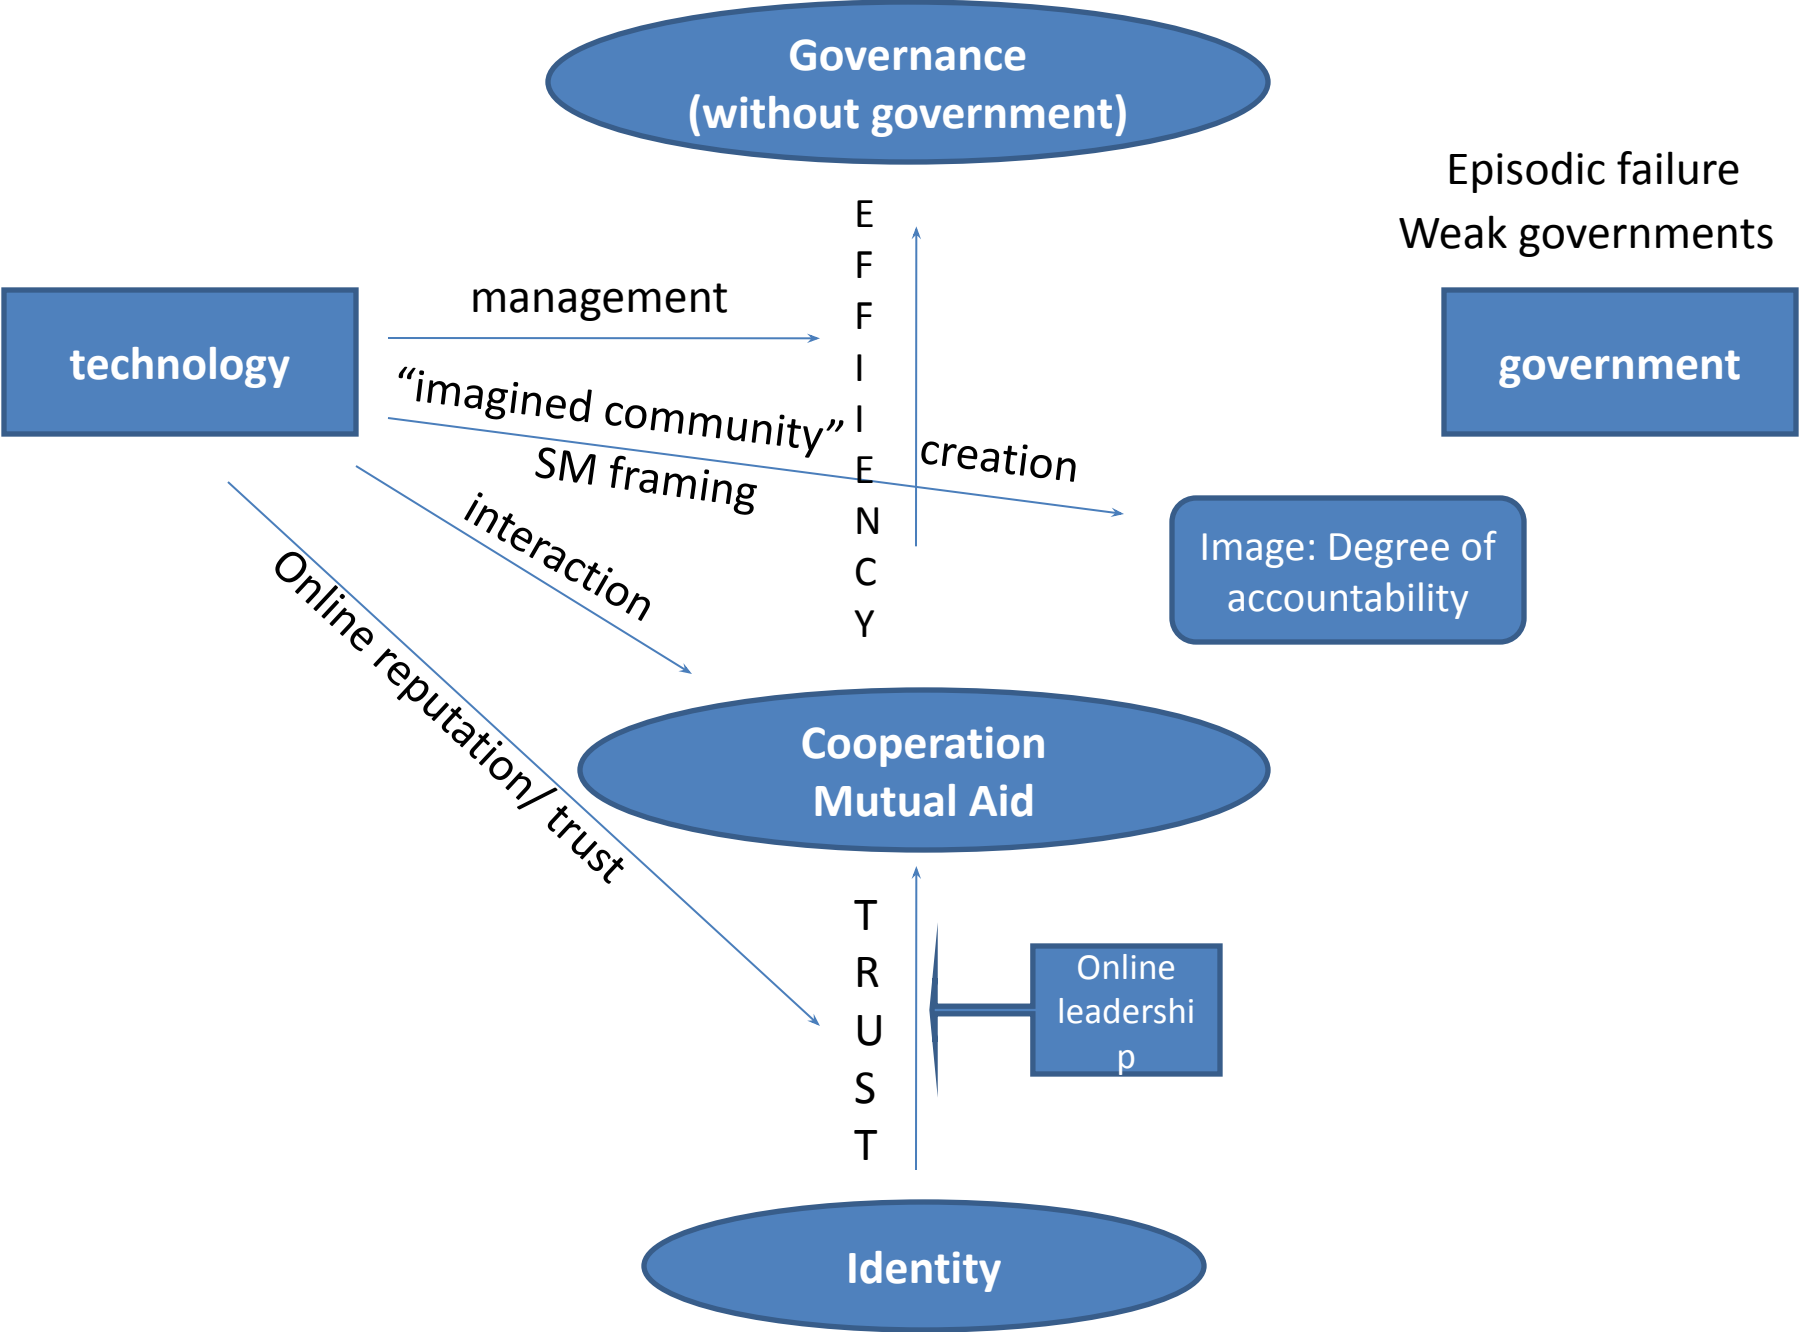 Governance
(without government)
Episodic failure
Weak governments
E
F
F
I
I
E
N
C
Y
management
technology
government
“imagined community”
SM framing
creation
interaction
Image: Degree of
accountability
Online reputation/ trust
Cooperation
Mutual Aid
T
R
U
S
T
Online
leadershi
p
Identity